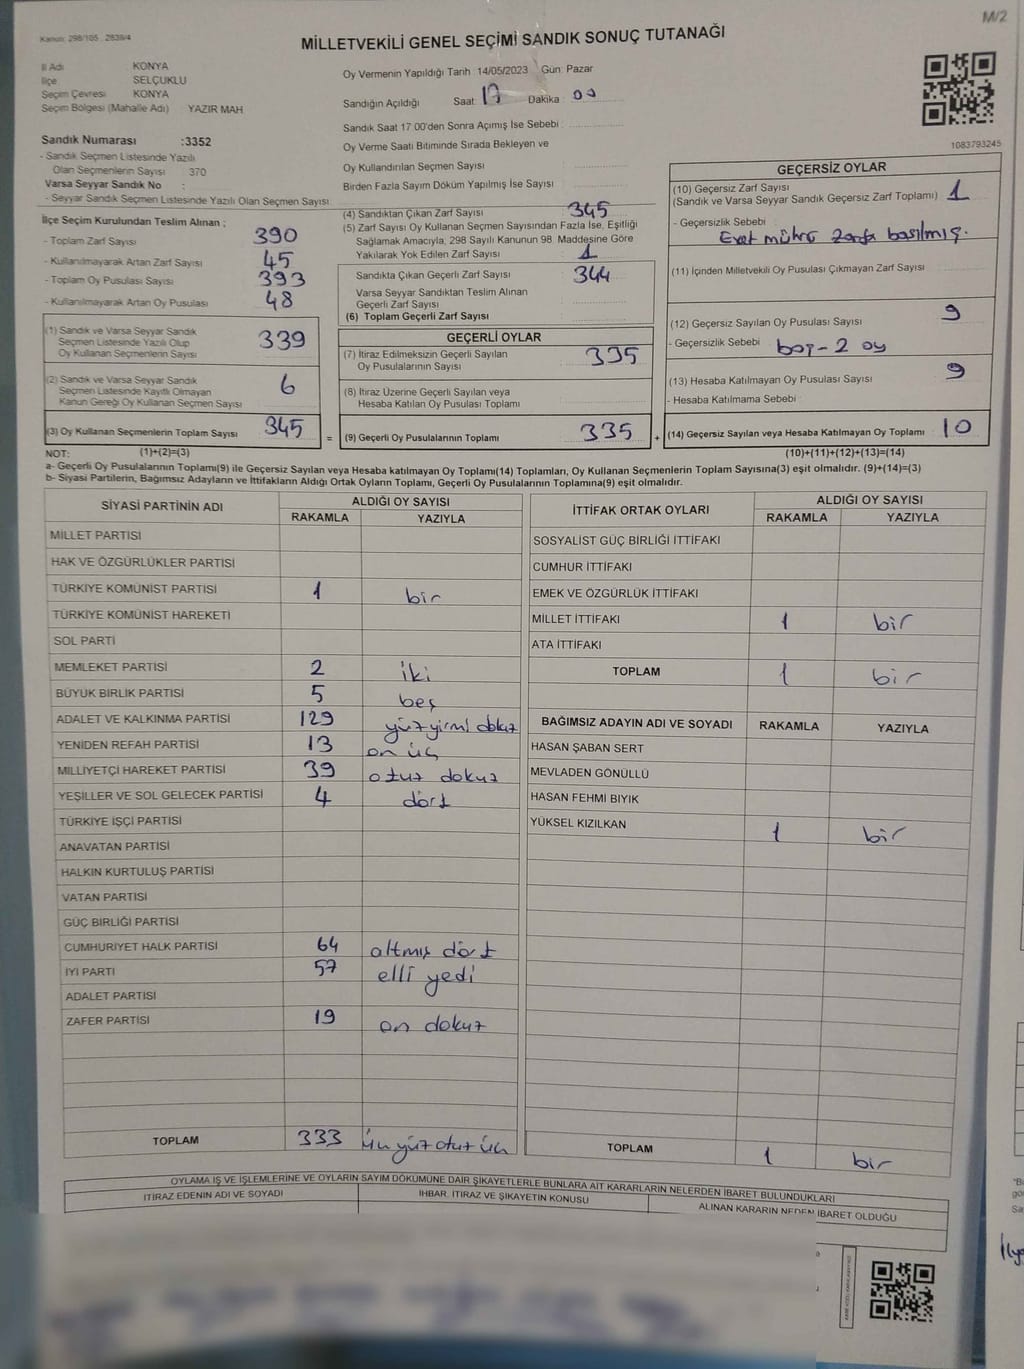 M/2
Kanun: 298/105 , 2839/4
MİLLETVEKİLİ GENEL SEÇİMİ SANDIK SONUÇ TUTANAĞI
İl Adı KONYA
İlçe SELÇUKLU
Seçim Çevresi KONYA
Seçim Bölgesi (Mahalle Adı) YAZIR MAH
Oy Vermenin Yapıldığı Tarih : 14/05/2023 Gün: Pazar
Sandığın Açıldığı Saat 17 Dakika : 00
Sandık Saat 17:00'den Sonra Açımış İse Sebebi :
Oy Verme Saati Bitiminde Sırada Bekleyen ve
Oy Kullandırılan Seçmen Sayısı
Birden Fazla Sayım Döküm Yapılmış İse Sayısı
1083793245
Sandık Numarası :3352
- Sandık Seçmen Listesinde Yazılı
Olan Seçmenlerin Sayısı 370
Varsa Seyyar Sandık No :
- Seyyar Sandık Seçmen Listesinde Yazılı Olan Seçmen Sayısı
İlçe Seçim Kurulundan Teslim Alınan ;
- Toplam Zarf Sayısı 390
- Kullanılmayarak Artan Zarf Sayısı 45
- Toplam Oy Pusulası Sayısı 393
- Kullanılmayarak Artan Oy Pusulası 48
(1) Sandık ve Varsa Seyyar Sandık
Seçmen Listesinde Yazılı Olup
Oy Kullanan Seçmenlerin Sayısı 339
(2) Sandık ve Varsa Seyyar Sandık
Seçmen Listesinde Kayıtlı Olmayan
Kanun Gereği Oy Kullanan Seçmen Sayısı 6
(3) Oy Kullanan Seçmenlerin Toplam Sayısı 345
(4) Sandıktan Çıkan Zarf Sayısı 345
(5) Zarf Sayısı Oy Kullanan Seçmen Sayısından Fazla İse, Eşitliği
Sağlamak Amacıyla; 298 Sayılı Kanunun 98. Maddesine Göre
Yakılarak Yok Edilen Zarf Sayısı 1
Sandıkta Çıkan Geçerli Zarf Sayısı 344
Varsa Seyyar Sandıktan Teslim Alınan
Geçerli Zarf Sayısı
(6) Toplam Geçerli Zarf Sayısı :
GEÇERLİ OYLAR
(7) İtiraz Edilmeksizin Geçerli Sayılan
Oy Pusulalarının Sayısı 335
(8) İtiraz Üzerine Geçerli Sayılan veya
Hesaba Katılan Oy Pusulası Toplamı
= (9) Geçerli Oy Pusulalarının Toplamı 335
GEÇERSİZ OYLAR
(10) Geçersiz Zarf Sayısı
(Sandık ve Varsa Seyyar Sandık Geçersiz Zarf Toplamı) 1
- Geçersizlik Sebebi : Evet mührü zarfa basılmış.
(11) İçinden Milletvekili Oy Pusulası Çıkmayan Zarf Sayısı
(12) Geçersiz Sayılan Oy Pusulası Sayısı 9
- Geçersizlik Sebebi : boş-2 oy
(13) Hesaba Katılmayan Oy Pusulası Sayısı 9
- Hesaba Katılmama Sebebi
+ (14) Geçersiz Sayılan veya Hesaba Katılmayan Oy Toplamı 10
NOT: (1)+(2)=(3) (10)+(11)+(12)+(13)=(14)
a- Geçerli Oy Pusulalarının Toplamı(9) ile Geçersiz Sayılan veya Hesaba katılmayan Oy Toplamı(14) Toplamları, Oy Kullanan Seçmenlerin Toplam Sayısına(3) eşit olmalıdır. (9)+(14)=(3)
b- Siyasi Partilerin, Bağımsız Adayların ve İttifakların Aldığı Ortak Oyların Toplamı, Geçerli Oy Pusulalarının Toplamına(9) eşit olmalıdır.
SİYASİ PARTİNİN ADI ALDIĞI OY SAYISI
RAKAMLA YAZIYLA
MİLLET PARTİSİ
HAK VE ÖZGÜRLÜKLER PARTİSİ
TÜRKİYE KOMÜNİST PARTİSİ 1 bir
TÜRKİYE KOMÜNİST HAREKETİ
SOL PARTİ
MEMLEKET PARTİSİ 2 iki
BÜYÜK BİRLİK PARTİSİ 5 beş
ADALET VE KALKINMA PARTİSİ 129 yüz yirmi dokuz
YENİDEN REFAH PARTİSİ 13 on üç
MİLLİYETÇİ HAREKET PARTİSİ 39 otuz dokuz
YEŞİLLER VE SOL GELECEK PARTİSİ 4 dört
TÜRKİYE İŞÇİ PARTİSİ
ANAVATAN PARTİSİ
HALKIN KURTULUŞ PARTİSİ
VATAN PARTİSİ
GÜÇ BİRLİĞİ PARTİSİ
CUMHURİYET HALK PARTİSİ 64 altmış dört
İYİ PARTİ 57 elli yedi
ADALET PARTİSİ
ZAFER PARTİSİ 19 on dokuz
TOPLAM 333 üçyüz otuz üç
İTTİFAK ORTAK OYLARI ALDIĞI OY SAYISI
RAKAMLA YAZIYLA
SOSYALİST GÜÇ BİRLİĞİ İTTİFAKI
CUMHUR İTTİFAKI
EMEK VE ÖZGÜRLÜK İTTİFAKI
MİLLET İTTİFAKI 1 bir
ATA İTTİFAKI
TOPLAM 1 bir
BAĞIMSIZ ADAYIN ADI VE SOYADI RAKAMLA YAZIYLA
HASAN ŞABAN SERT
MEVLADEN GÖNÜLLÜ
HASAN FEHMİ BIYIK
YÜKSEL KIZILKAN 1 bir
TOPLAM 1 bir
OYLAMA İŞ VE İŞLEMLERİNE VE OYLARIN SAYIM DÖKÜMÜNE DAİR ŞİKAYETLERLE BUNLARA AİT KARARLARIN NELERDEN İBARET BULUNDUKLARI
İTİRAZ EDENİN ADI VE SOYADI İHBAR, İTİRAZ VE ŞİKAYETİN KONUSU ALINAN KARARIN NEDEN İBARET OLDUĞU